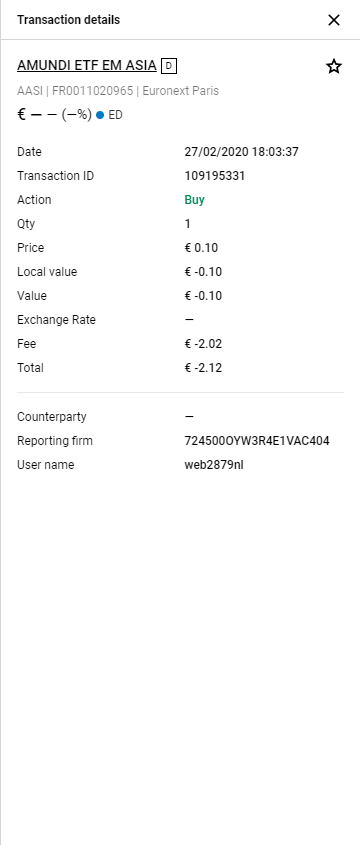 Transaction details
AMUNDI ETF EM ASIA D
AASI | FR0011020965 | Euronext Paris
€ — — (—%) ED
Date 27/02/2020 18:03:37
Transaction ID 109195331
Action Buy
Qty 1
Price € 0.10
Local value € -0.10
Value € -0.10
Exchange Rate —
Fee € -2.02
Total € -2.12
Counterparty —
Reporting firm 724500OYW3R4E1VAC404
User name web2879nl